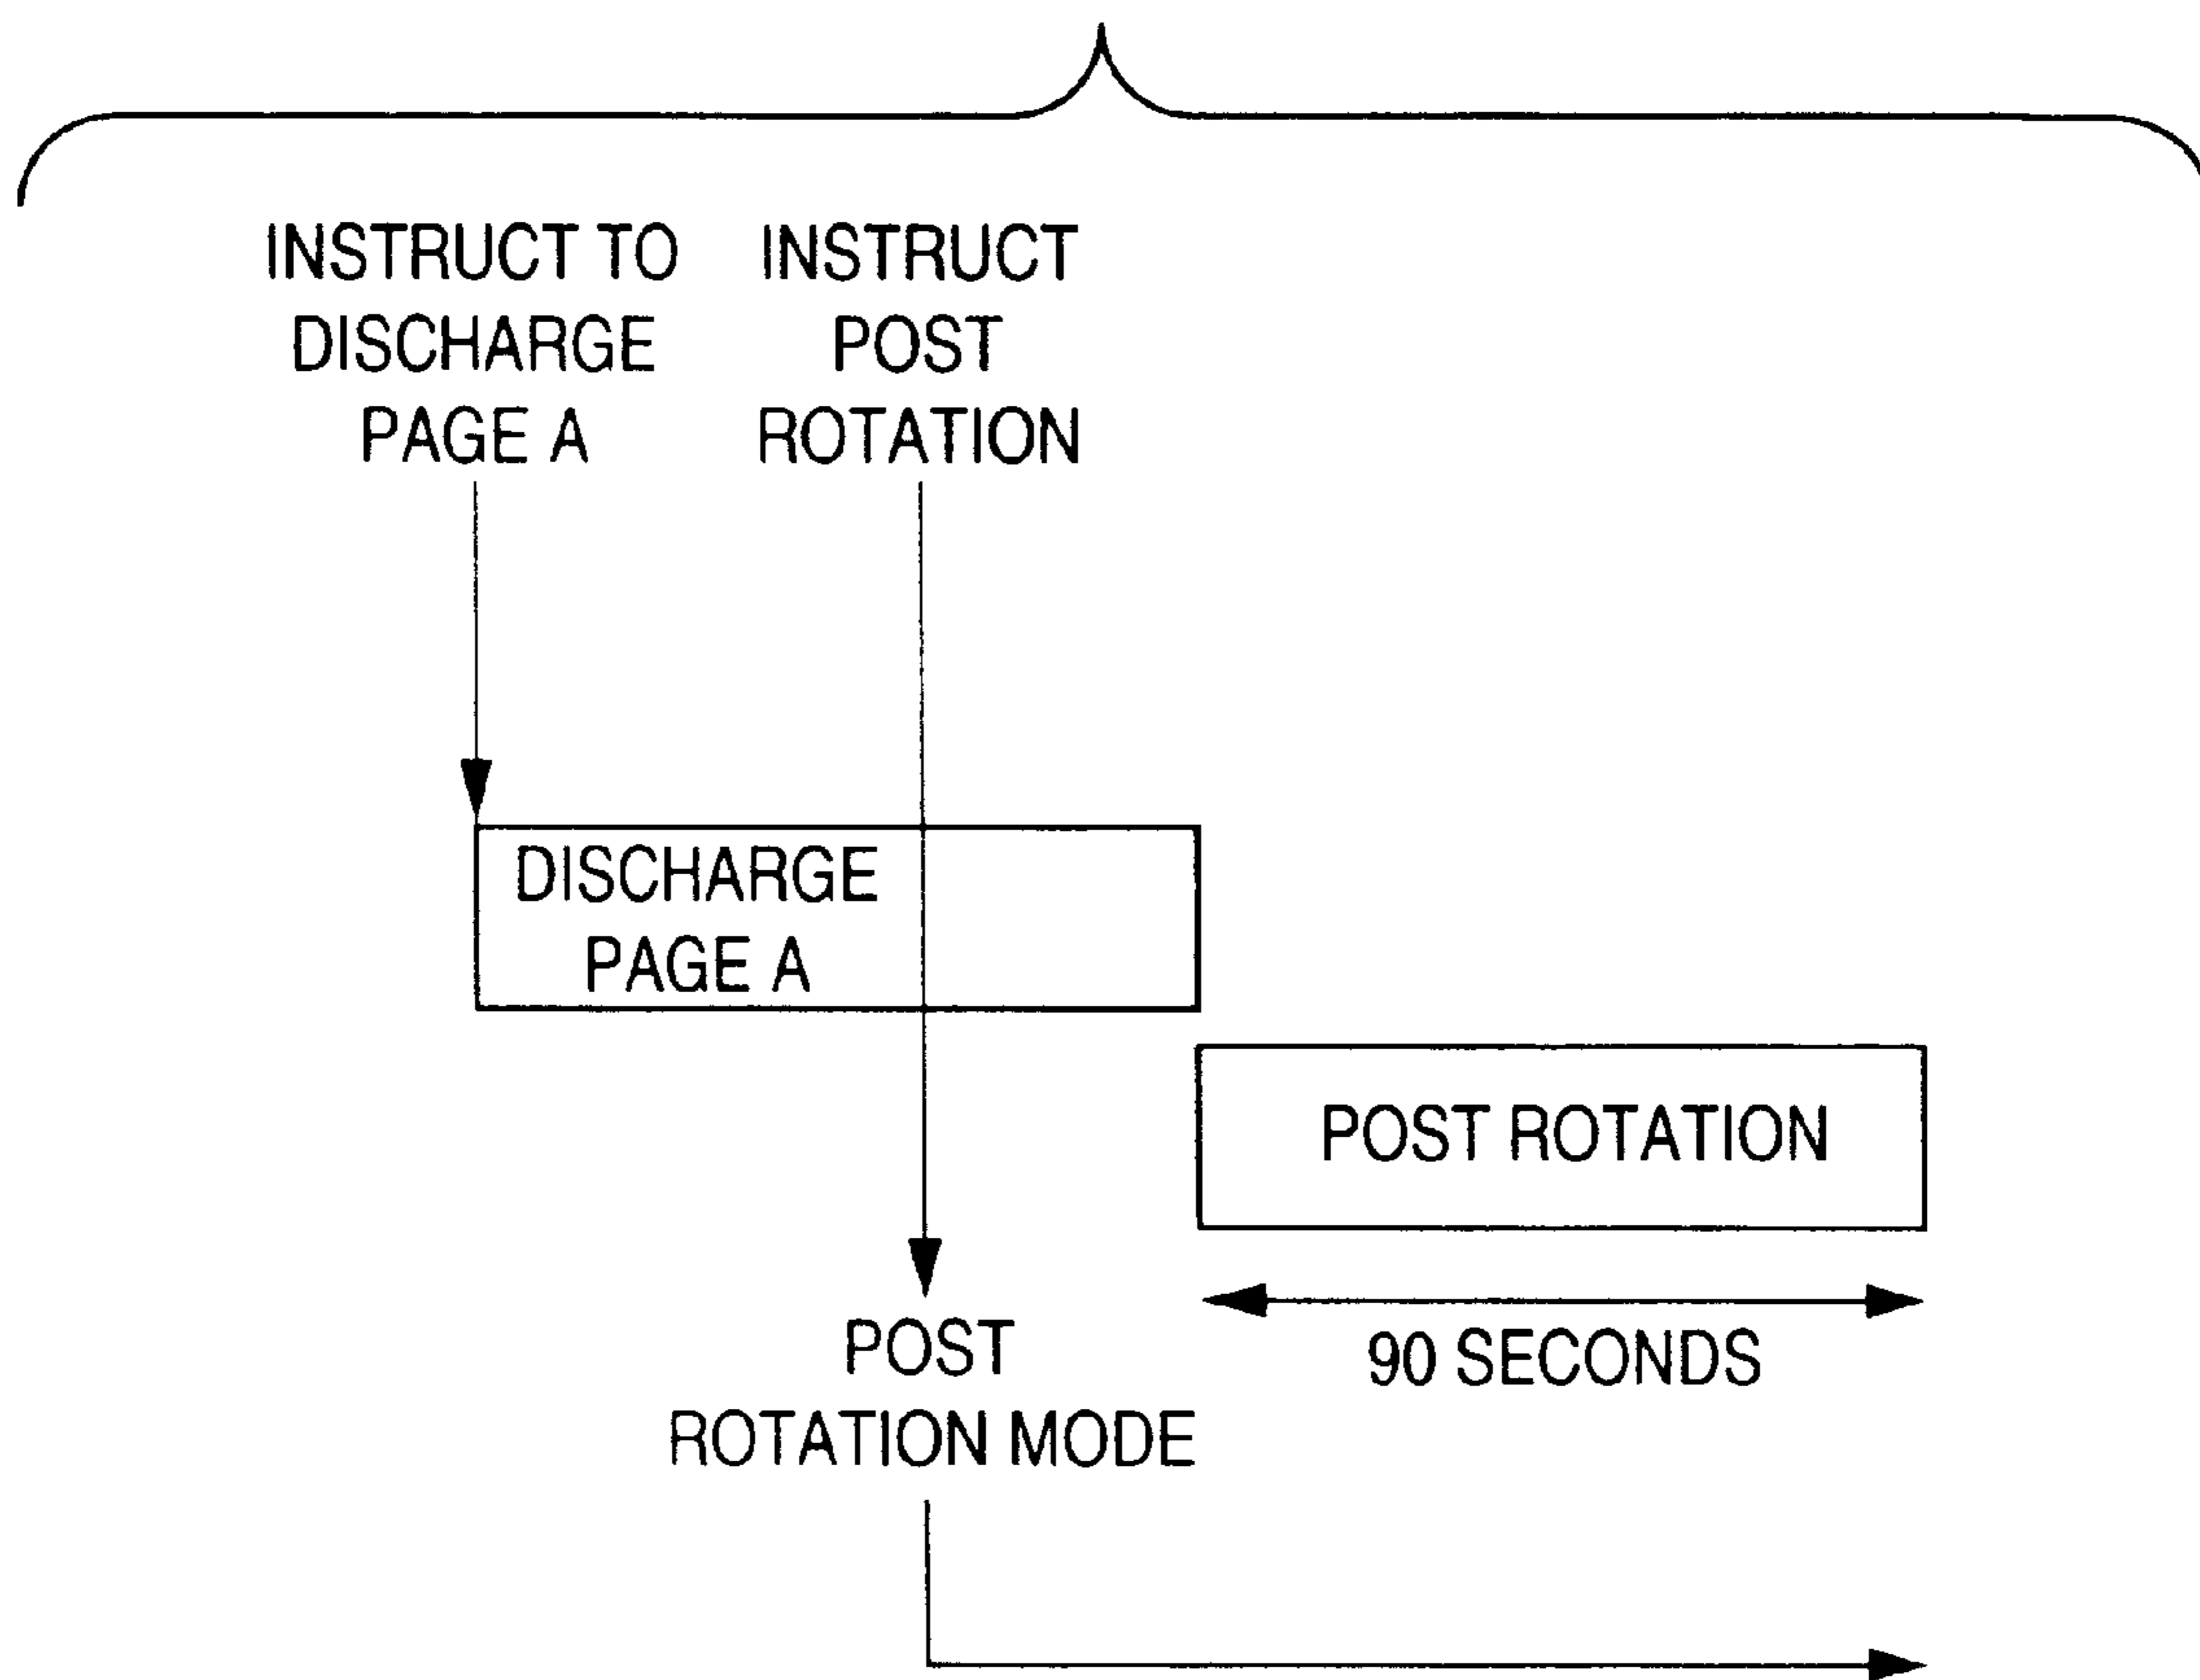 INSTRUCT TO
DISCHARGE
PAGE A
INSTRUCT
POST
ROTATION
DISCHARGE
PAGE A
POST ROTATION
90 SECONDS
POST
ROTATION MODE